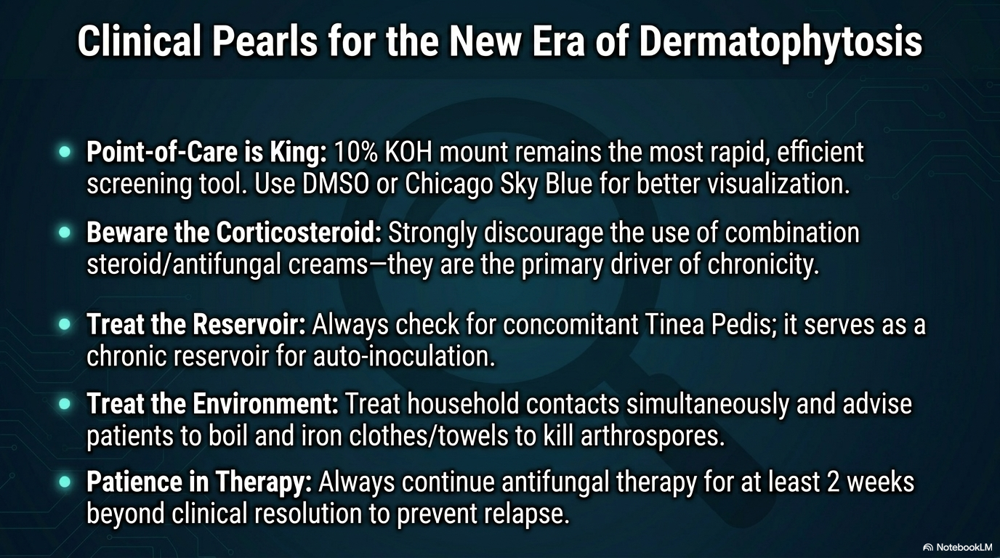 Clinical Pearls for the New Era of Dermatophytosis
Point-of-Care is King: 10% KOH mount remains the most rapid, efficient
screening tool. Use DMSO or Chicago Sky Blue for better visualization.
Beware the Corticosteroid: Strongly discourage the use of combination
steroid/antifungal creams—they are the primary driver of chronicity.
Treat the Reservoir: Always check for concomitant Tinea Pedis; it serves as a
chronic reservoir for auto-inoculation.
Treat the Environment: Treat household contacts simultaneously and advise
patients to boil and iron clothes/towels to kill arthrospores.
Patience in Therapy: Always continue antifungal therapy for at least 2 weeks
beyond clinical resolution to prevent relapse.
NotebookLM